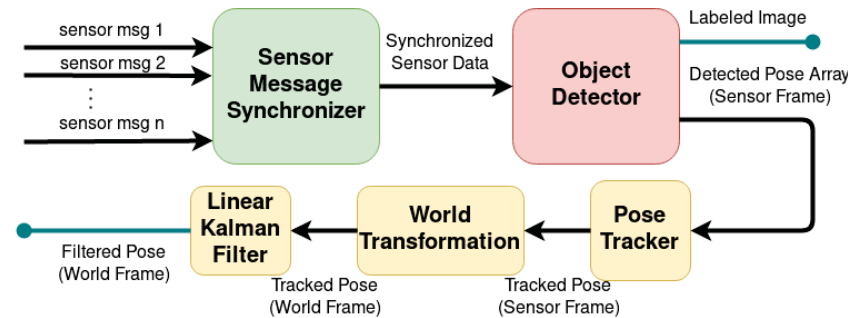 sensor msg 1
sensor msg 2
sensor msg n
Sensor
Message
Synchronizer
Synchronized
Sensor Data
Object
Detector
Labeled Image
Detected Pose Array
(Sensor Frame)
Linear
Kalman
Filter
World
Transformation
Pose
Tracker
Filtered Pose
(World Frame)
Tracked Pose
(World Frame)
Tracked Pose
(Sensor Frame)